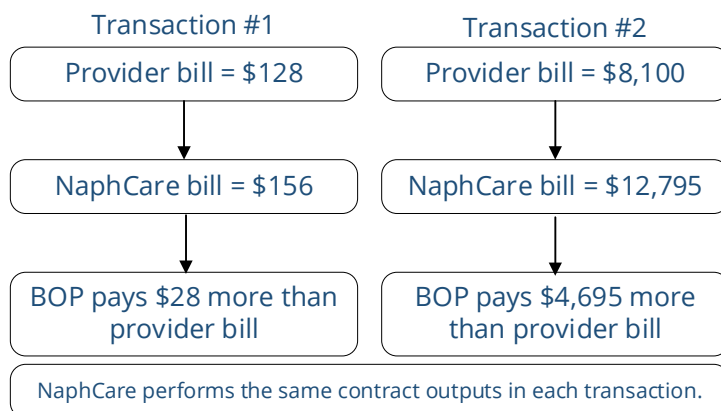 Transaction #1
Provider bill = $128
NaphCare bill = $156
BOP pays $28 more than
provider bill
Transaction #2
Provider bill = $8,100
NaphCare bill = $12,795
BOP pays $4,695 more
than provider bill
NaphCare performs the same contract outputs in each transaction.